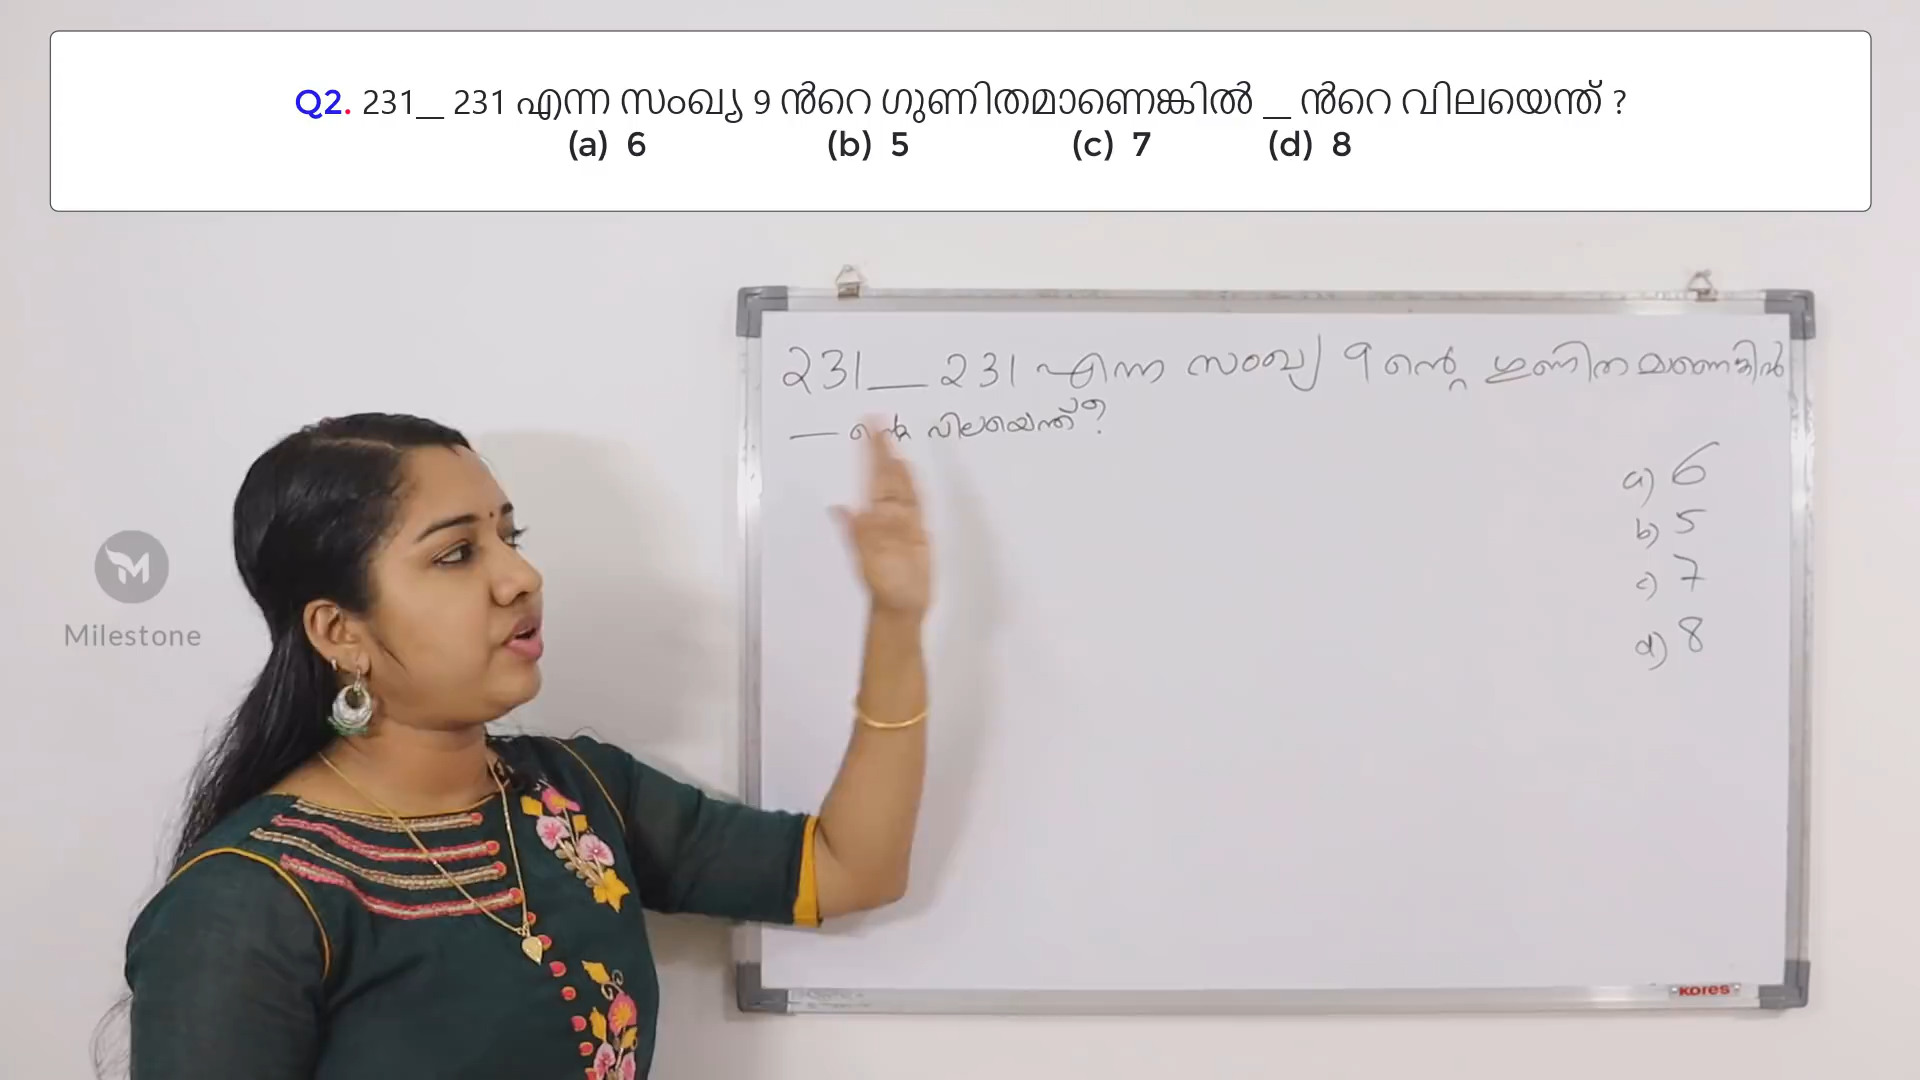 Q2. 231__ 231 എന്ന സംഖ്യ 9 ൻറെ ഗുണിതമാണെങ്കിൽ __ ൻറെ വിലയെന്ത് ?
(a) 6 (b) 5 (c) 7 (d) 8
231__ 231 എന്ന സംഖ്യ 9 ന്റെ ഗുണിതമാണെങ്കിൽ
__ ന്റെ വിലയെന്ത് ?
a) 6
b) 5
c) 7
d) 8
Milestone
kores